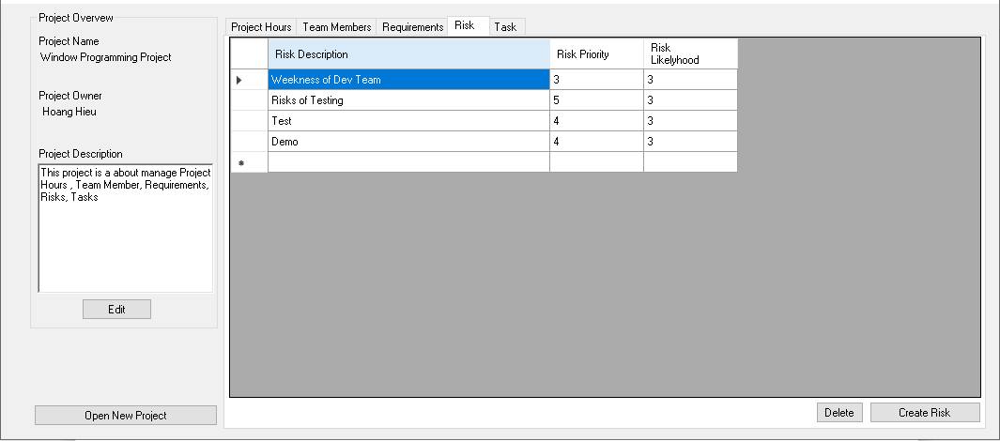 Project Overvew
Project Name
Window Programming Project
Project Owner
Hoang Hieu
Project Description
This project is a about manage Project
Hours , Team Member, Requirements,
Risks, Tasks
Edit
Open New Project
Project Hours Team Members Requirements Risk Task
Risk Description Risk Priority Risk
Likelyhood
Weekness of Dev Team 3 3
Risks of Testing 5 3
Test 4 3
Demo 4 3
Delete Create Risk